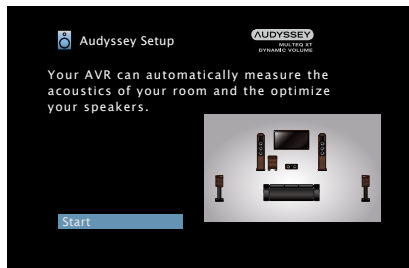 Audyssey Setup
AUDYSSEY
MULTEQ XT
DYNAMIC VOLUME
Your AVR can automatically measure the
acoustics of your room and the optimize
your speakers.
Start